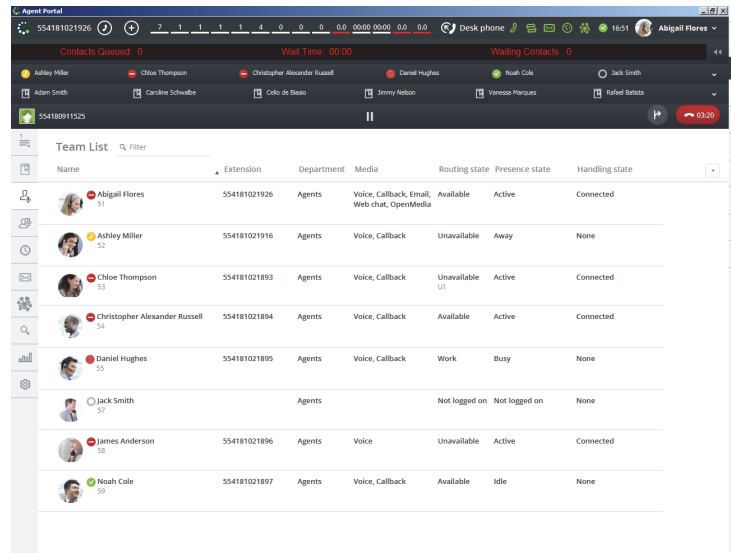 Agent Portal
554181021926 7 1 1 1 1 4 0 0 0 0.0 00:00 00:00 0.0 0.0 Desk phone 16:51 Abigail Flores
Contacts Queued: 0 Wait Time: 00:00 Waiting Contacts: 0
Ashley Miller Chloe Thompson Christopher Alexander Russell Daniel Hughes Noah Cole Jack Smith
Adam Smith Caroline Schwalbe Celio de Biasio Jimmy Nelson Vanessa Marques Rafael Batista
554180911525 03:20
1
Team List Filter
Name Extension Department Media Routing state Presence state Handling state
Abigail Flores 554181021926 Agents Voice, Callback, Email, Available Active Connected
51 Web chat, OpenMedia
Ashley Miller 554181021916 Agents Voice, Callback Unavailable Away None
52
Chloe Thompson 554181021893 Agents Voice, Callback Unavailable Active Connected
53 U1
Christopher Alexander Russell 554181021894 Agents Voice, Callback Available Active Connected
54
Daniel Hughes 554181021895 Agents Voice, Callback Work Busy None
55
Jack Smith Agents Not logged on Not logged on None
57
James Anderson 554181021896 Agents Voice Unavailable Active Connected
58
Noah Cole 554181021897 Agents Voice, Callback Available Idle None
59